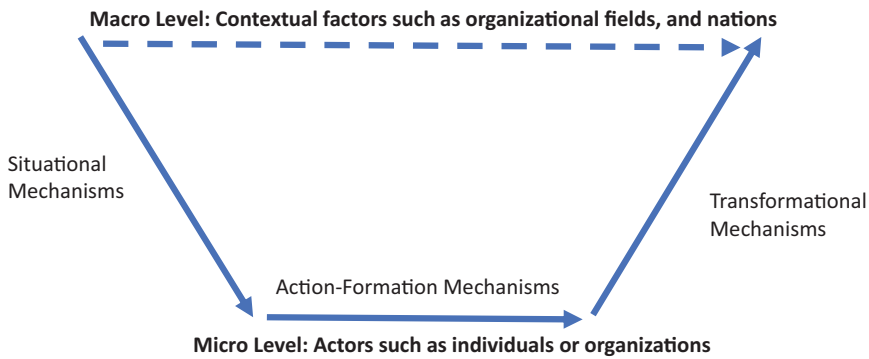 Macro Level: Contextual factors such as organizational fields, and nations
Situational
Mechanisms
Transformational
Mechanisms
Action-Formation Mechanisms
Micro Level: Actors such as individuals or organizations